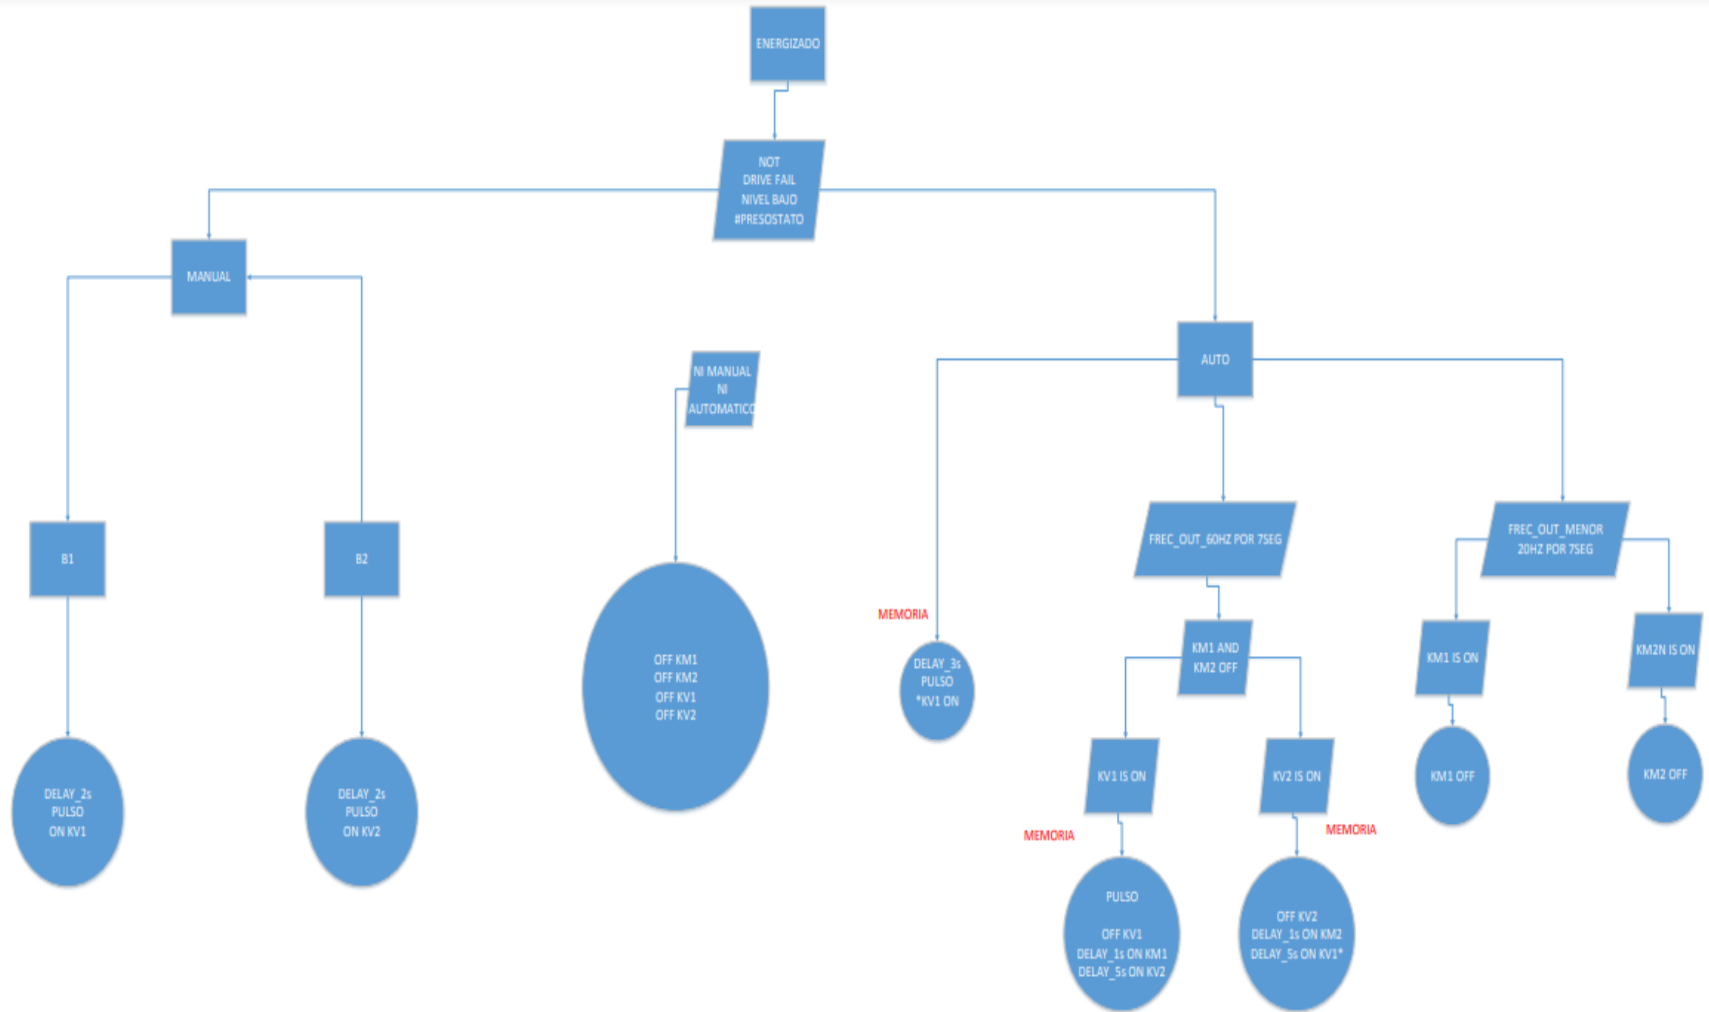 ENERGIZADO
NOT
DRIVE FAIL
NIVEL BAJO
#PRESOSTATO
MANUAL
NI MANUAL
NI
AUTOMATICO
AUTO
B1
B2
FREC_OUT_60HZ POR 7SEG
FREC_OUT_MENOR
20HZ POR 7SEG
OFF KM1
OFF KM2
OFF KV1
OFF KV2
MEMORIA
DELAY_3s
PULSO
*KV1 ON
KM1 AND
KM2 OFF
KM1 IS ON
KM2N IS ON
DELAY_2s
PULSO
ON KV1
DELAY_2s
PULSO
ON KV2
KV1 IS ON
KV2 IS ON
KM1 OFF
KM2 OFF
MEMORIA
MEMORIA
PULSO
OFF KV1
DELAY_1s ON KM1
DELAY_5s ON KV2
OFF KV2
DELAY_1s ON KM2
DELAY_5s ON KV1*